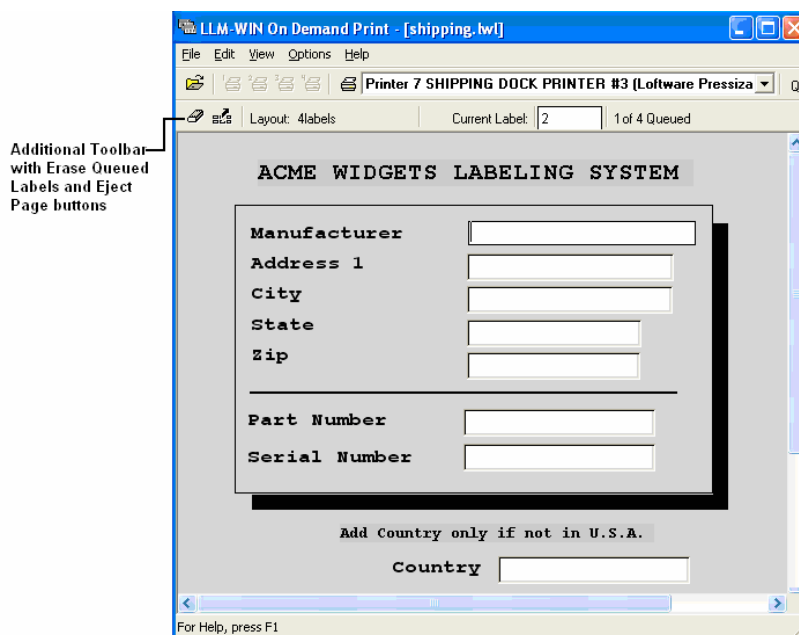 LLM-WIN On Demand Print - [shipping.lwl]
File Edit View Options Help
Printer 7 SHIPPING DOCK PRINTER #3 (Loftware Pressiza
Layout: 4labels Current Label: 2 1 of 4 Queued
Additional Toolbar
with Erase Queued
Labels and Eject
Page buttons
ACME WIDGETS LABELING SYSTEM
Manufacturer
Address 1
City
State
Zip
Part Number
Serial Number
Add Country only if not in U.S.A.
Country
For Help, press F1